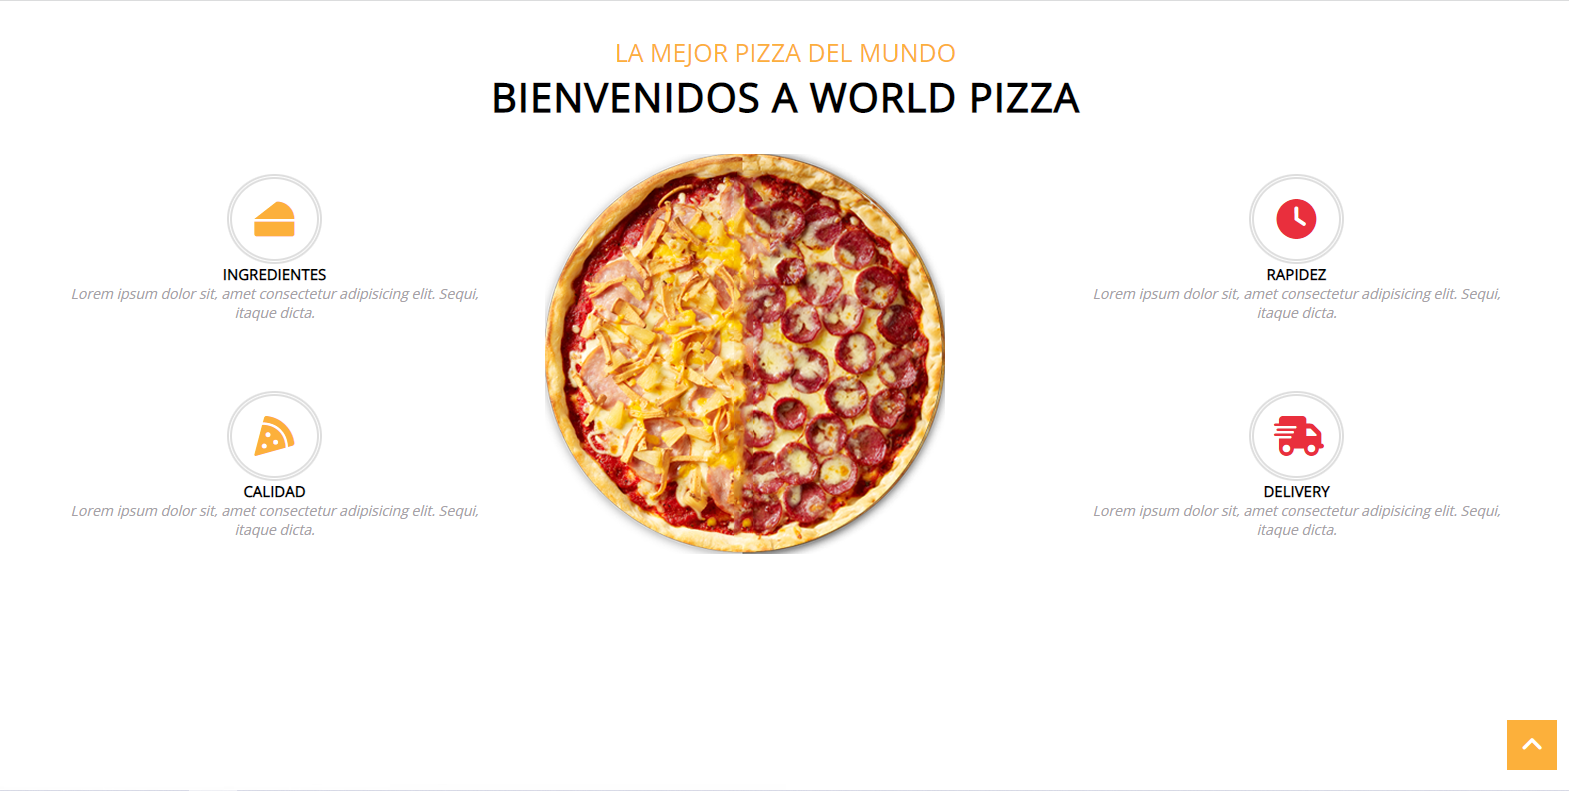 LA MEJOR PIZZA DEL MUNDO
BIENVENIDOS A WORLD PIZZA
INGREDIENTES
Lorem ipsum dolor sit, amet consectetur adipisicing elit. Sequi,
itaque dicta.
CALIDAD
Lorem ipsum dolor sit, amet consectetur adipisicing elit. Sequi,
itaque dicta.
RAPIDEZ
Lorem ipsum dolor sit, amet consectetur adipisicing elit. Sequi,
itaque dicta.
DELIVERY
Lorem ipsum dolor sit, amet consectetur adipisicing elit. Sequi,
itaque dicta.